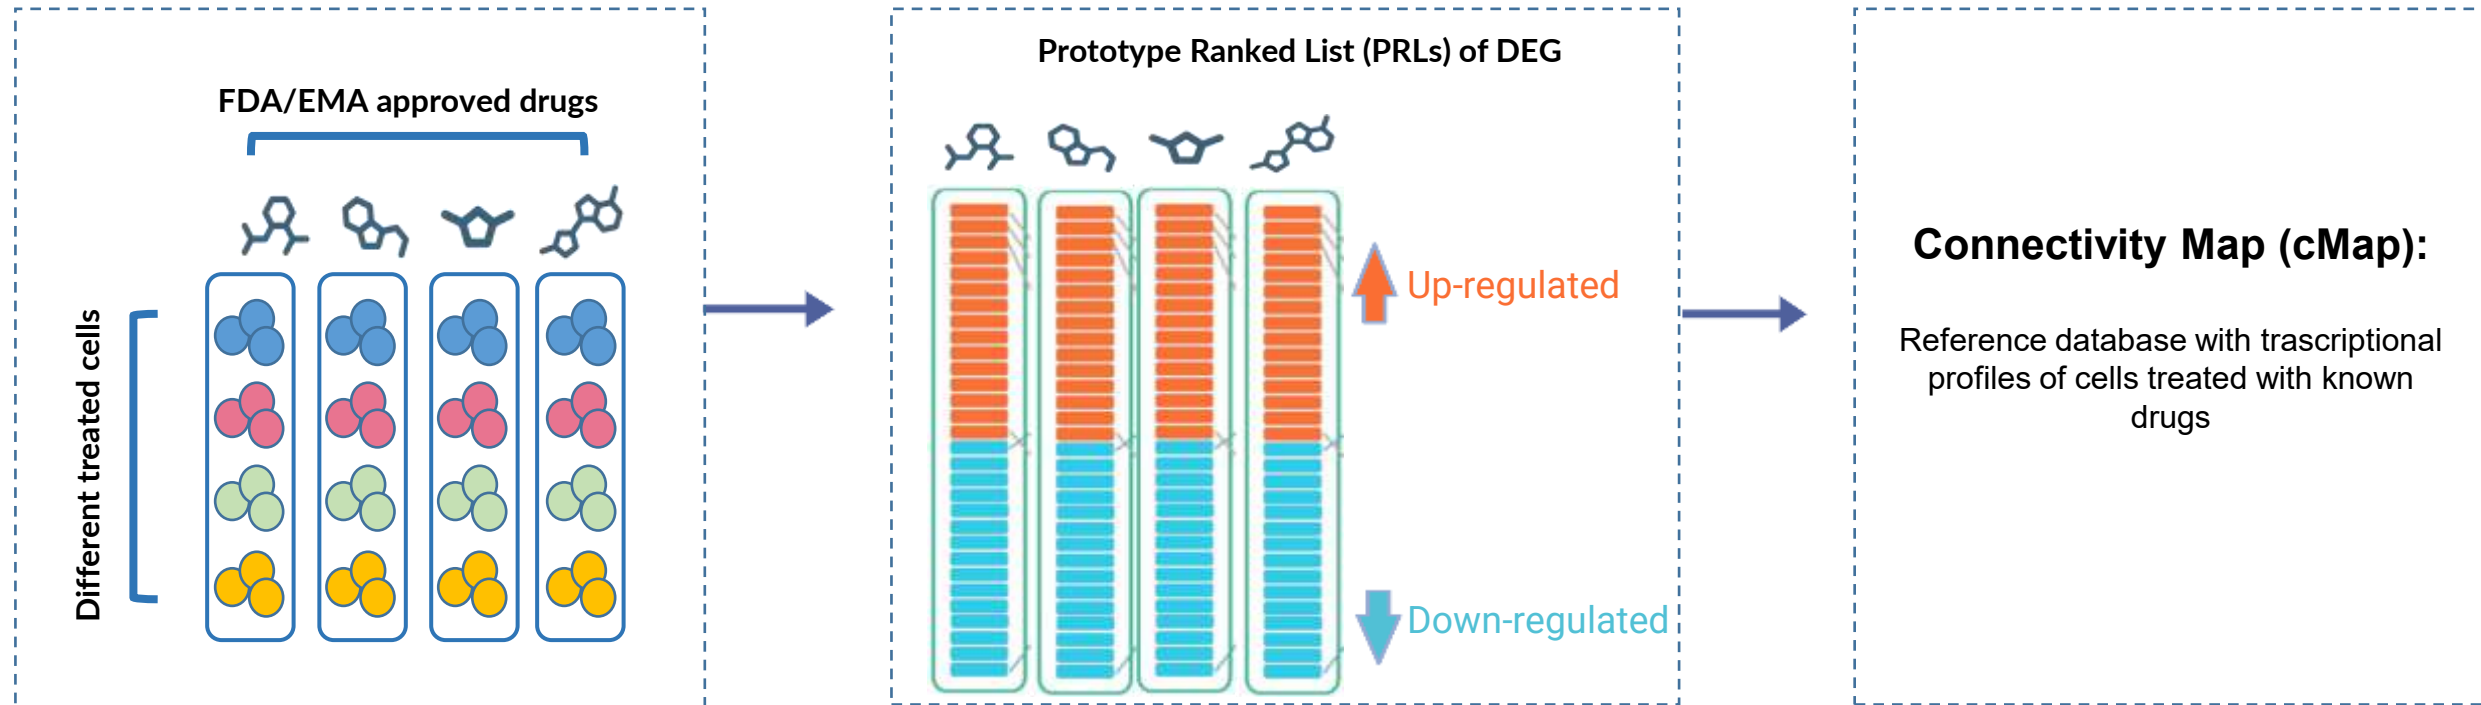 FDA/EMA approved drugs
Different treated cells
Prototype Ranked List (PRLs) of DEG
Up-regulated
Down-regulated
Connectivity Map (cMap):
Reference database with trascriptional
profiles of cells treated with known
drugs